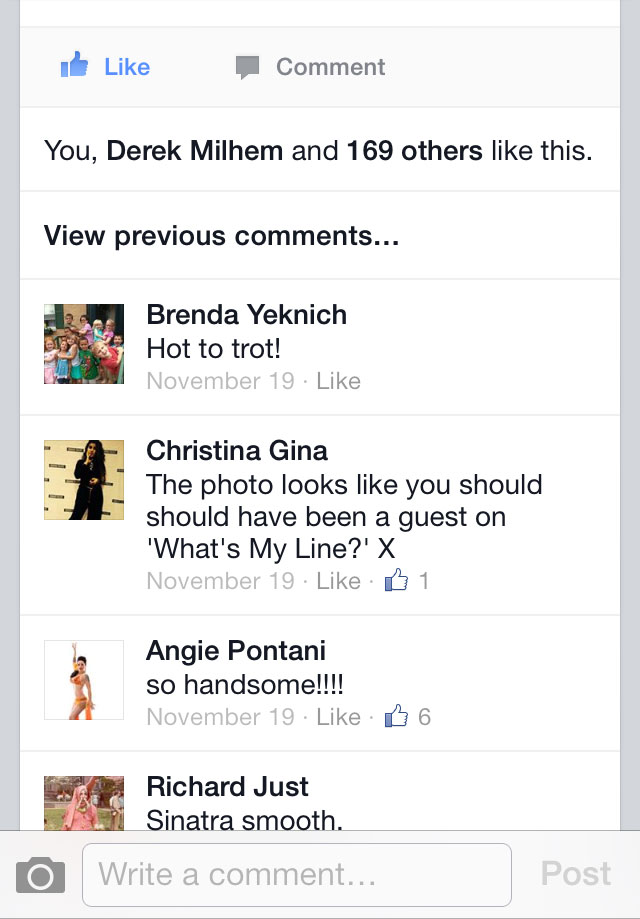 Like Comment
You, Derek Milhem and 169 others like this.
View previous comments...
Brenda Yeknich
Hot to trot!
November 19 · Like
Christina Gina
The photo looks like you should
should have been a guest on
'What's My Line?' X
November 19 · Like · 1
Angie Pontani
so handsome!!!!
November 19 · Like · 6
Richard Just
Sinatra smooth.
Write a comment... Post